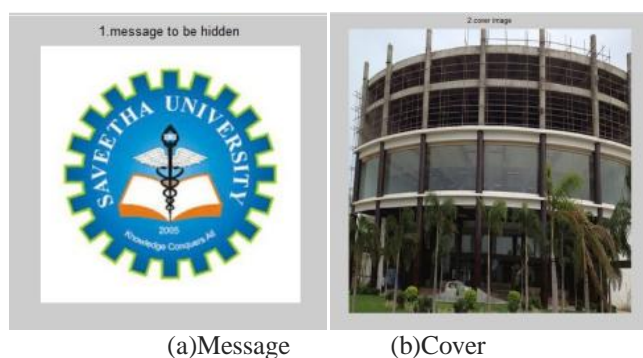 1.message to be hidden
2.cover image
SAVEETHA UNIVERSITY
2005
Knowledge Conquers All
(a)Message (b)Cover